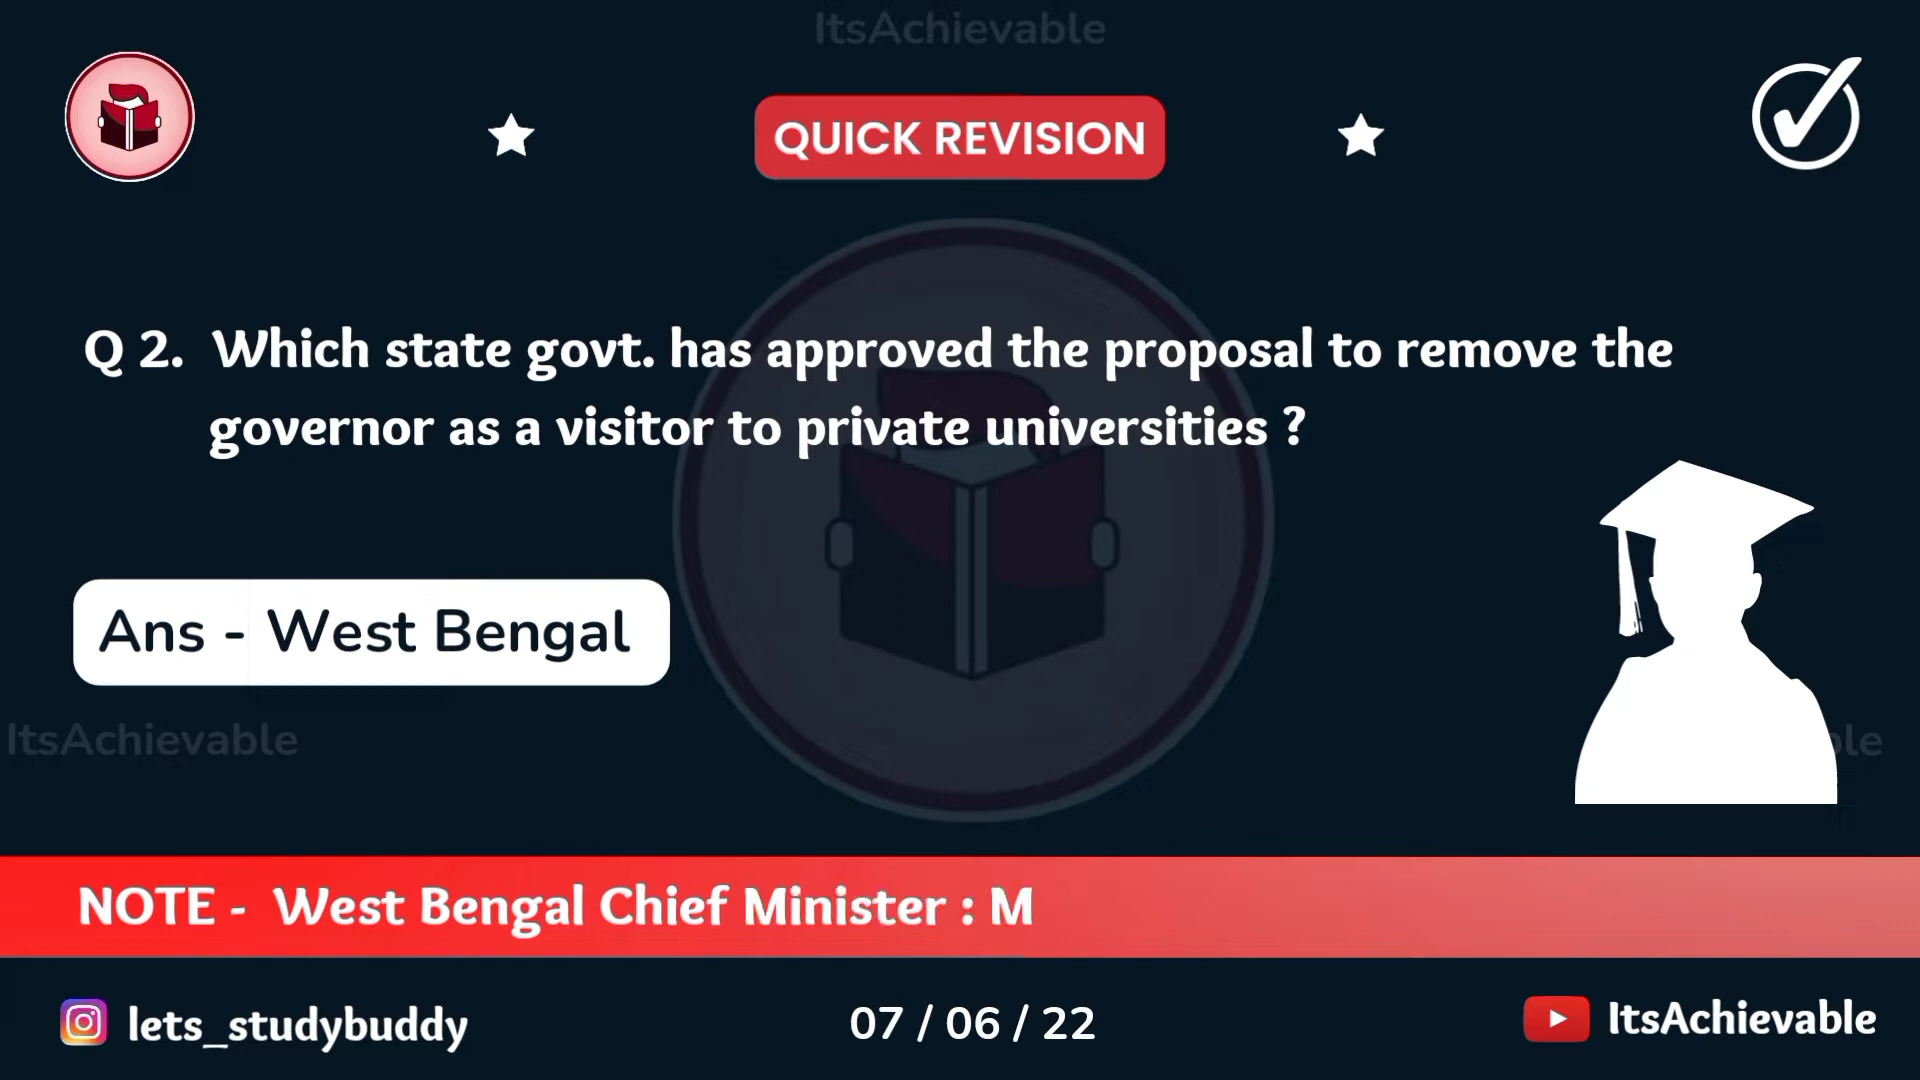 ItsAchievable
QUICK REVISION
Q 2. Which state govt. has approved the proposal to remove the
governor as a visitor to private universities ?
Ans - West Bengal
ItsAchievable
NOTE - West Bengal Chief Minister : M
lets_studybuddy
07 / 06 / 22
ItsAchievable